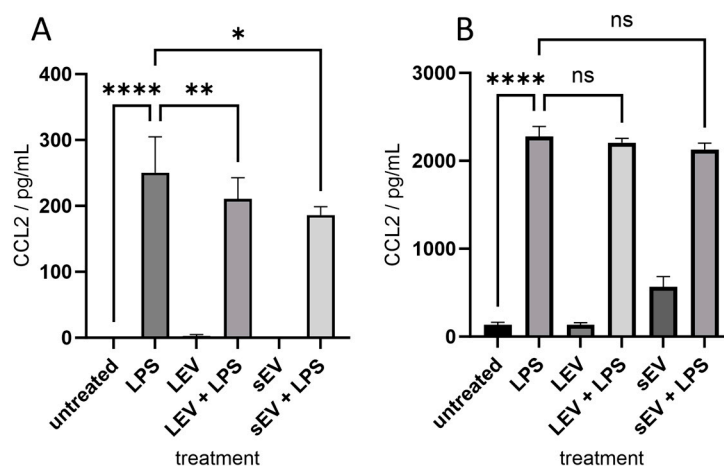 A
*
**** **
CCL2 / pg/mL
400
300
200
100
0
untreated
LPS
LEV
LEV + LPS
sEV
sEV + LPS
treatment
B
ns
**** ns
CCL2 / pg/mL
3000
2000
1000
0
untreated
LPS
LEV
LEV + LPS
sEV
sEV + LPS
treatment